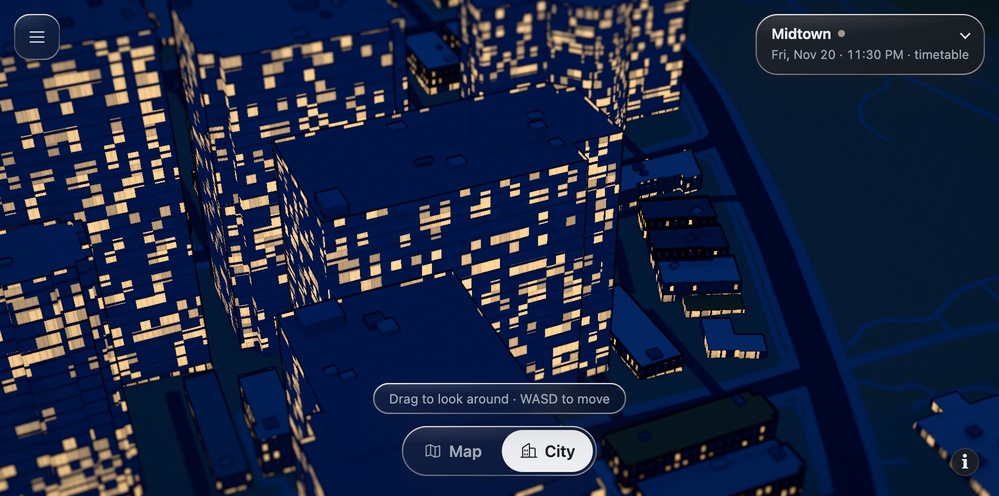 Midtown
Fri, Nov 20 · 11:30 PM · timetable
Drag to look around · WASD to move
Map
City
i